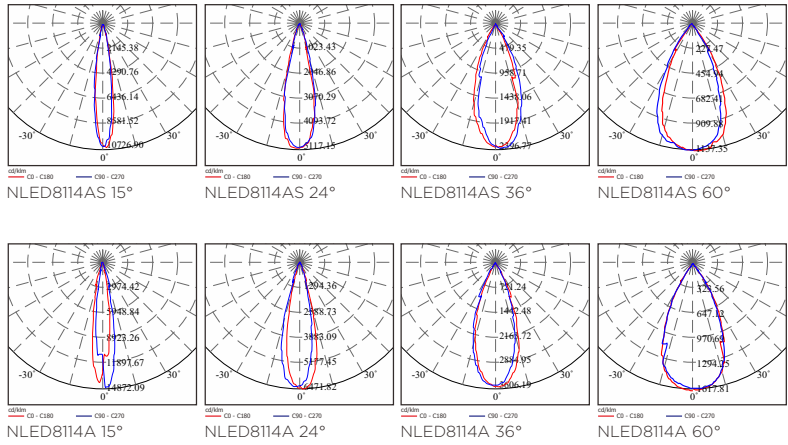 2145.38
4290.76
6436.14
8581.52
10726.90
-30° 30°
0°
cd/klm
C0 - C180 C90 - C270
NLED8114AS 15°
1023.43
2046.86
3070.29
4093.72
5117.15
-30° 30°
0°
cd/klm
C0 - C180 C90 - C270
NLED8114AS 24°
479.35
958.71
1438.06
1917.41
2396.77
-30° 30°
0°
cd/klm
C0 - C180 C90 - C270
NLED8114AS 36°
227.47
454.94
682.41
909.88
1137.35
-30° 30°
0°
cd/klm
C0 - C180 C90 - C270
NLED8114AS 60°
2974.42
5948.84
8923.26
11897.67
14872.09
-30° 30°
0°
cd/klm
C0 - C180 C90 - C270
NLED8114A 15°
1294.36
2588.73
3883.09
5177.45
6471.82
-30° 30°
0°
cd/klm
C0 - C180 C90 - C270
NLED8114A 24°
721.24
1442.48
2163.72
2884.95
3606.19
-30° 30°
0°
cd/klm
C0 - C180 C90 - C270
NLED8114A 36°
323.56
647.12
970.69
1294.25
1617.81
-30° 30°
0°
cd/klm
C0 - C180 C90 - C270
NLED8114A 60°